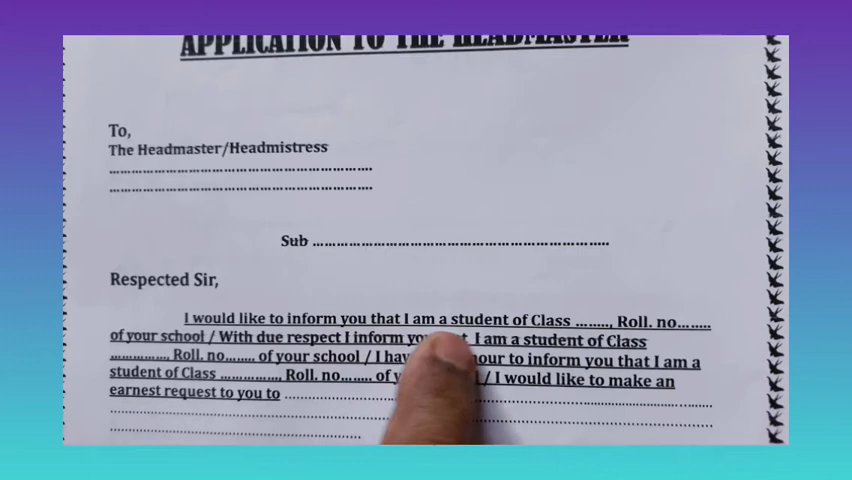 APPLICATION TO THE HEADMASTER
To,
The Headmaster/Headmistress
………………………………………………………….
………………………………………………………….
Sub …………………………………………………………………..
Respected Sir,
I would like to inform you that I am a student of Class ……..., Roll. no……...
of your school / With due respect I inform you I am a student of Class
……………, Roll. no…….. of your school / I to inform you that I am a
student of Class ……………, Roll. no…….. of / I would like to make an
earnest request to you to ……………………………………………………………………
………………………………………………………………………………………………
……………………………………………………….